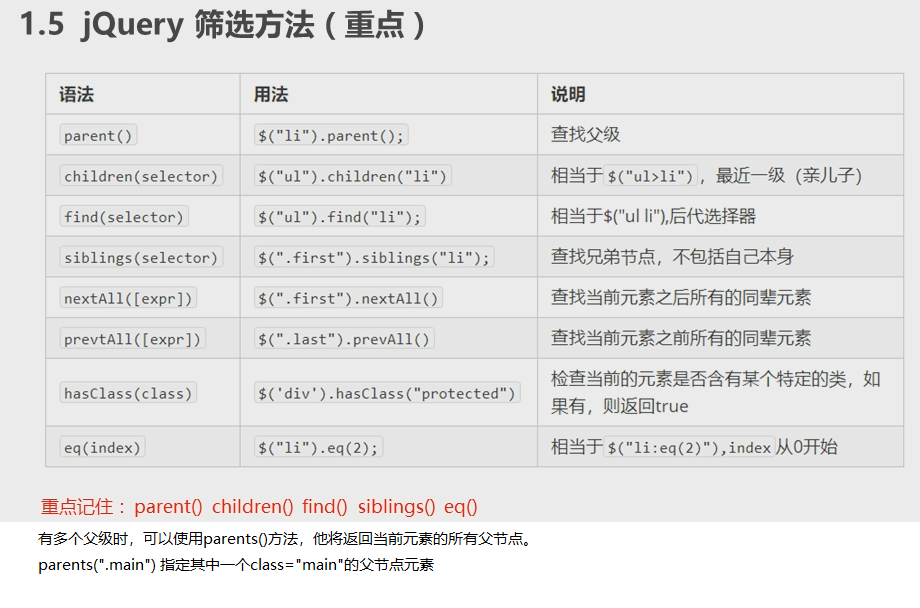 1.5 jQuery 筛选方法（重点）
语法 用法 说明
parent() $("li").parent(); 查找父级
children(selector) $("ul").children("li") 相当于$("ul>li")，最近一级（亲儿子）
find(selector) $("ul").find("li"); 相当于$("ul li"),后代选择器
siblings(selector) $(".first").siblings("li"); 查找兄弟节点，不包括自己本身
nextAll([expr]) $(".first").nextAll() 查找当前元素之后所有的同辈元素
prevtAll([expr]) $(".last").prevAll() 查找当前元素之前所有的同辈元素
hasClass(class) $('div').hasClass("protected") 检查当前的元素是否含有某个特定的类，如
果有，则返回true
eq(index) $("li").eq(2); 相当于$("li:eq(2)"),index从0开始
重点记住：parent() children() find() siblings() eq()
有多个父级时，可以使用parents()方法，他将返回当前元素的所有父节点。
parents(".main") 指定其中一个class="main"的父节点元素